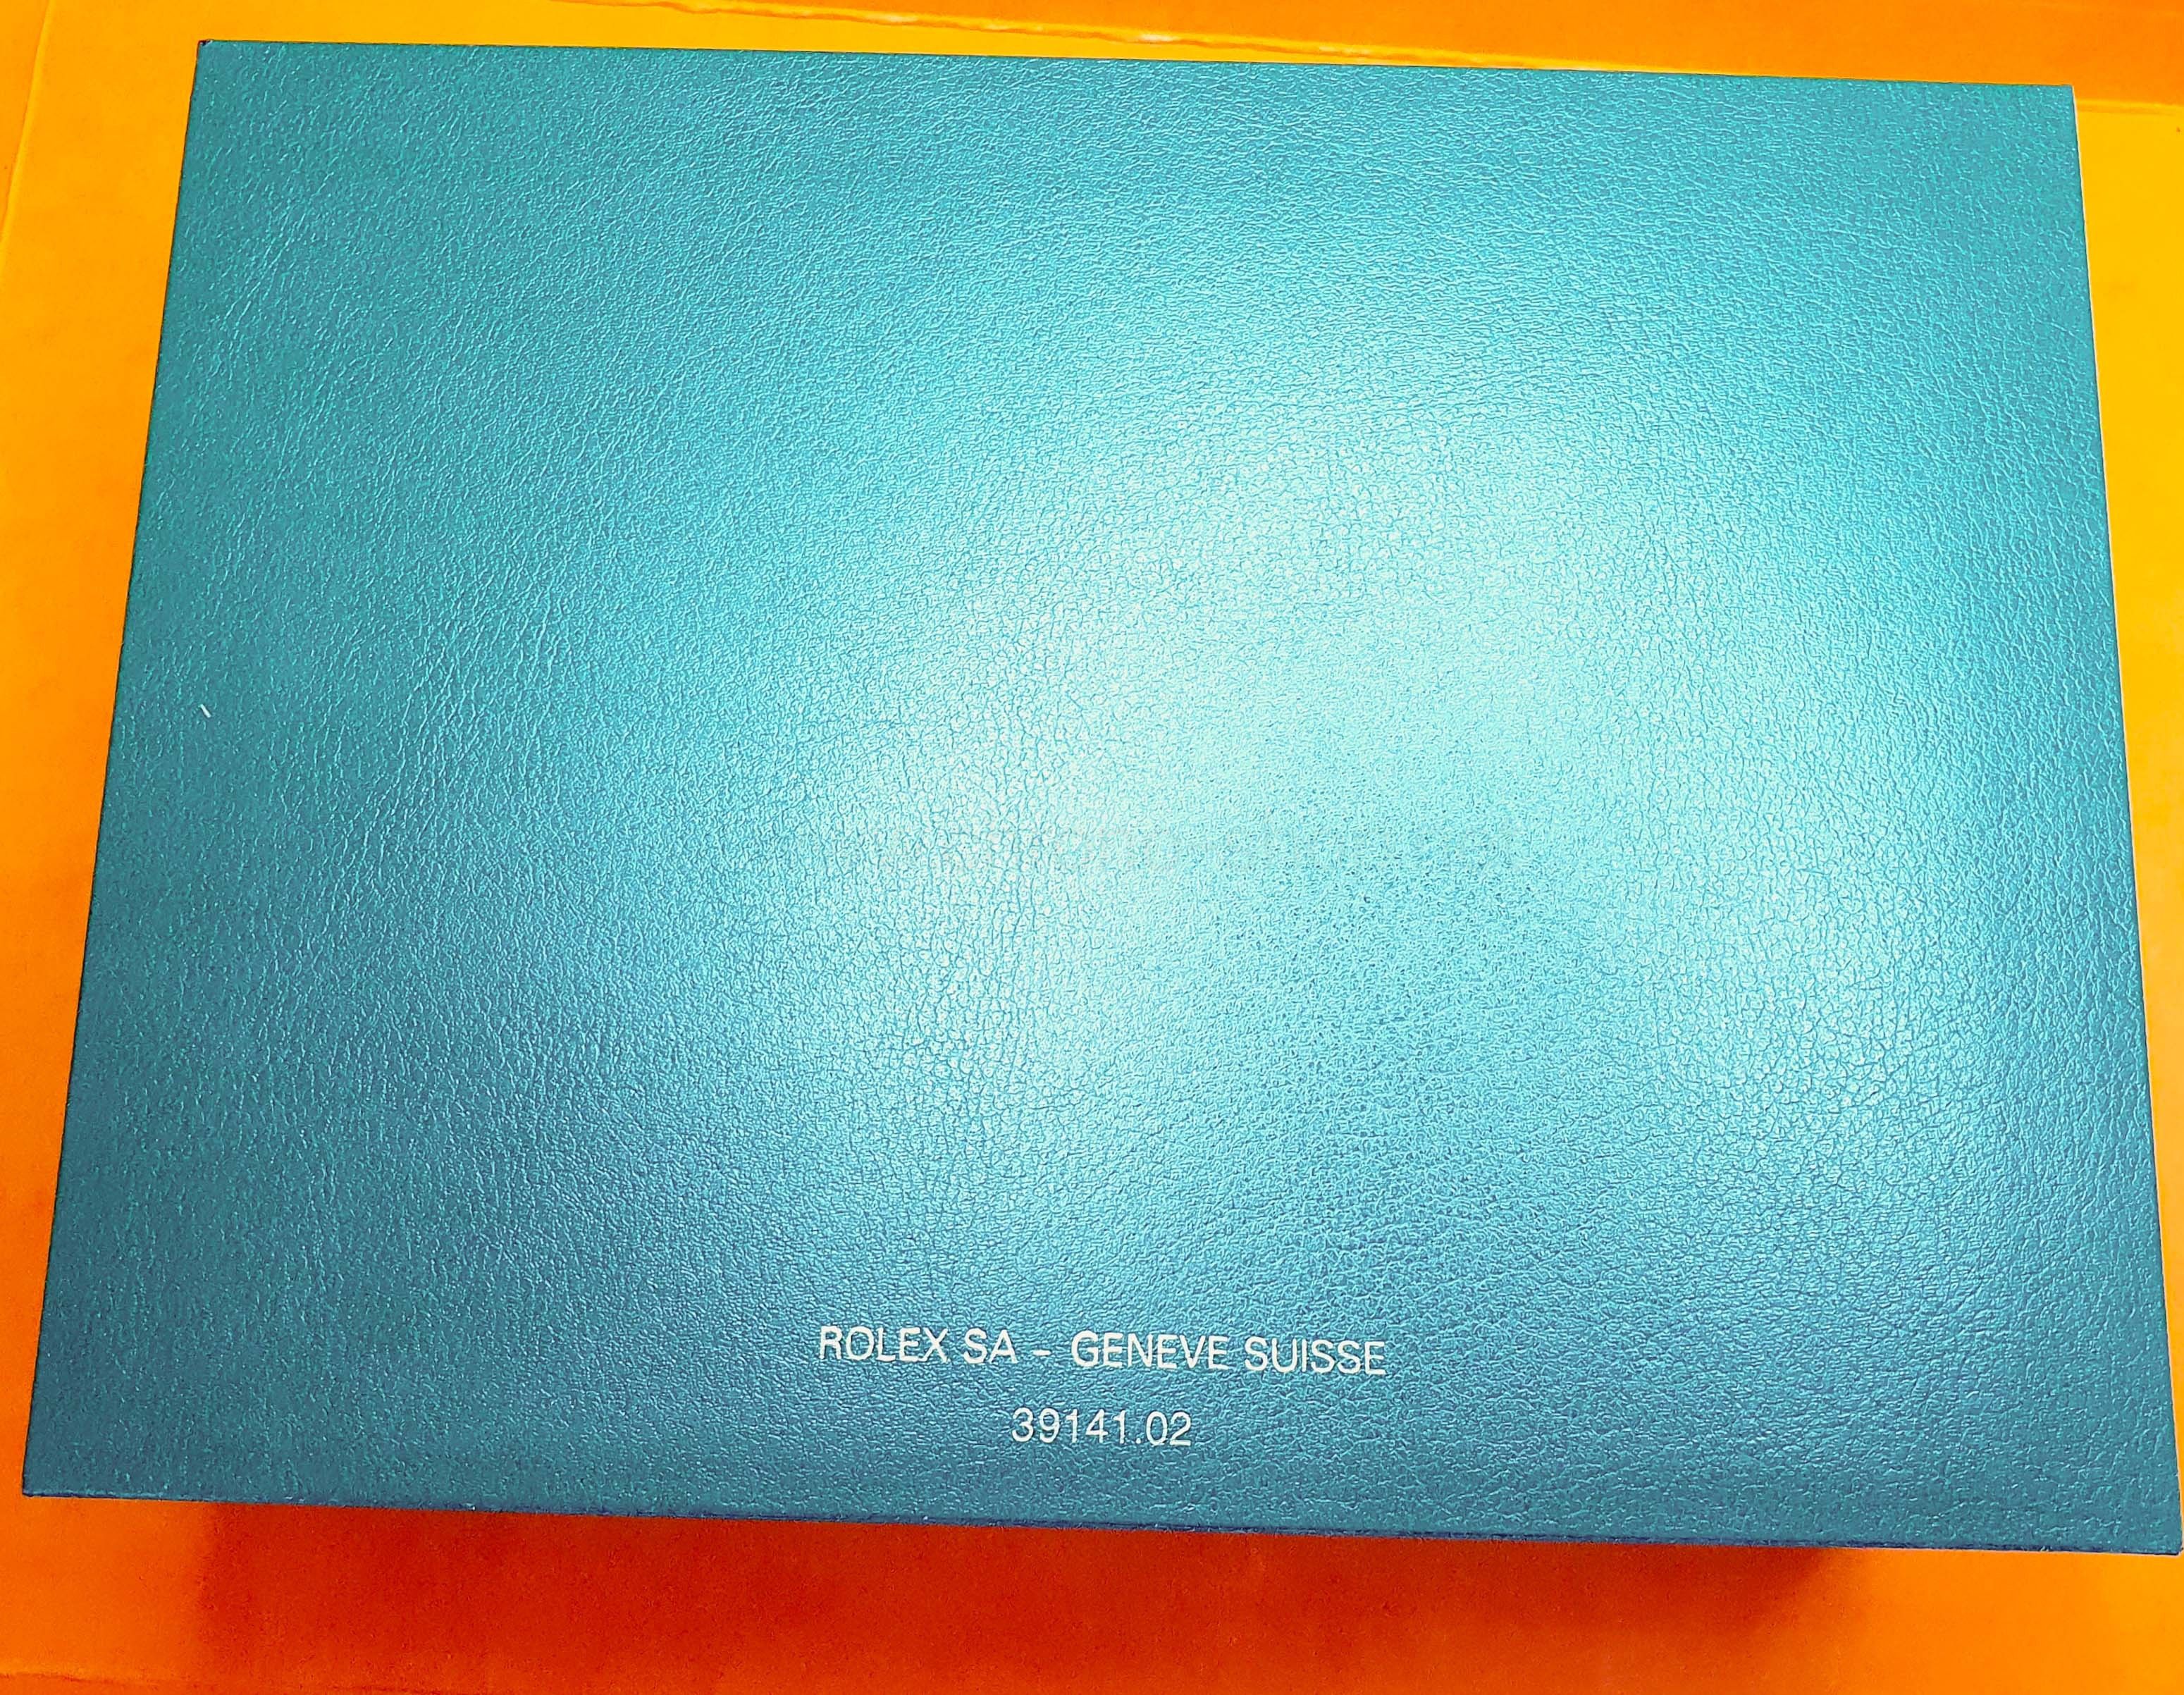 ROLEX SA - GENEVE SUISSE
39141.02